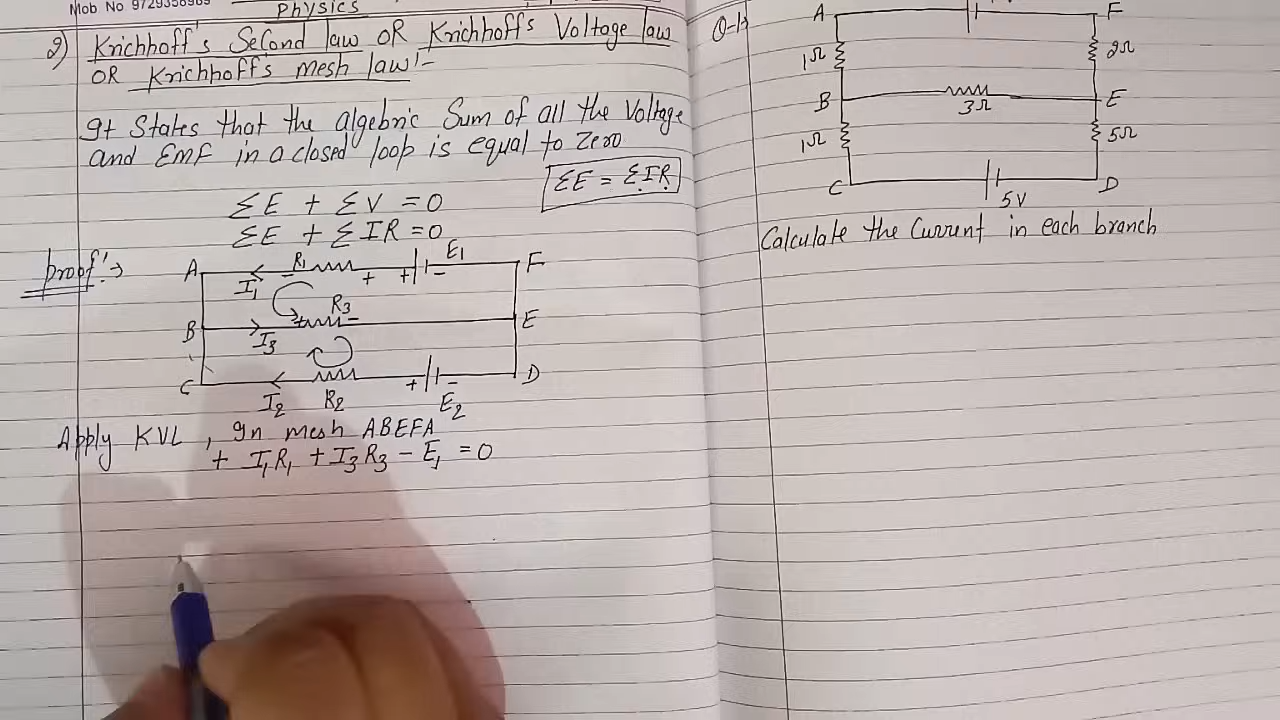 Mob No 9729358989
Physics
2) Krichhoff's Second law OR Krichhoff's Voltage law
OR Krichhoff's mesh law:-
It States that the algebric Sum of all the Voltage
and EMF in a closed loop is equal to Zero
ΣE = ΣIR
ΣE + ΣV = 0
ΣE + ΣIR = 0
proof:→
A R₁ - + + - E₁ F
I₁
R₃
B + - E
I₃
C + - D
I₂ R₂ E₂
Apply KVL, In mesh ABEFA
+ I₁R₁ + I₃R₃ - E₁ = 0
Q-1)
A F
1Ω 2Ω
B 3Ω E
1Ω 5Ω
C 5V D
Calculate the Current in each branch